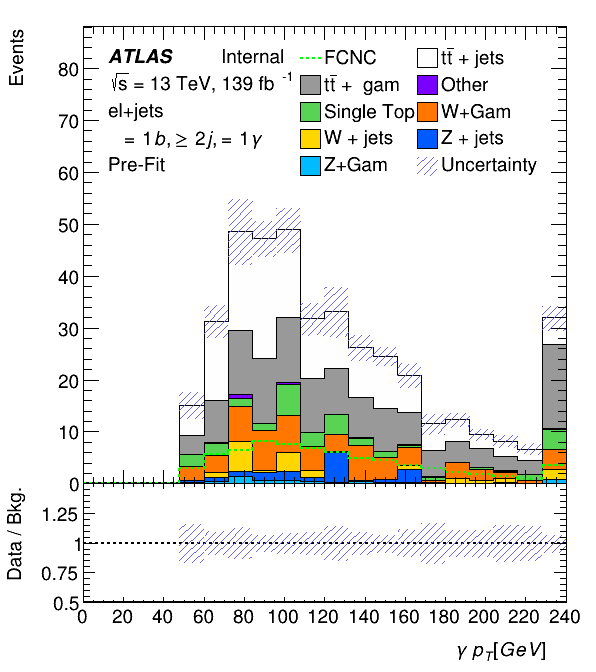 Events
ATLAS Internal
√s = 13 TeV, 139 fb⁻¹
el+jets
= 1b, ≥ 2j, = 1γ
Pre-Fit
FCNC
tt̄ + jets
tt̄ + gam
Other
Single Top
W+Gam
W + jets
Z + jets
Z+Gam
Uncertainty
80
70
60
50
40
30
20
10
0
Data / Bkg.
1.25
1
0.75
0.5
0 20 40 60 80 100 120 140 160 180 200 220 240
γ p_T[GeV]